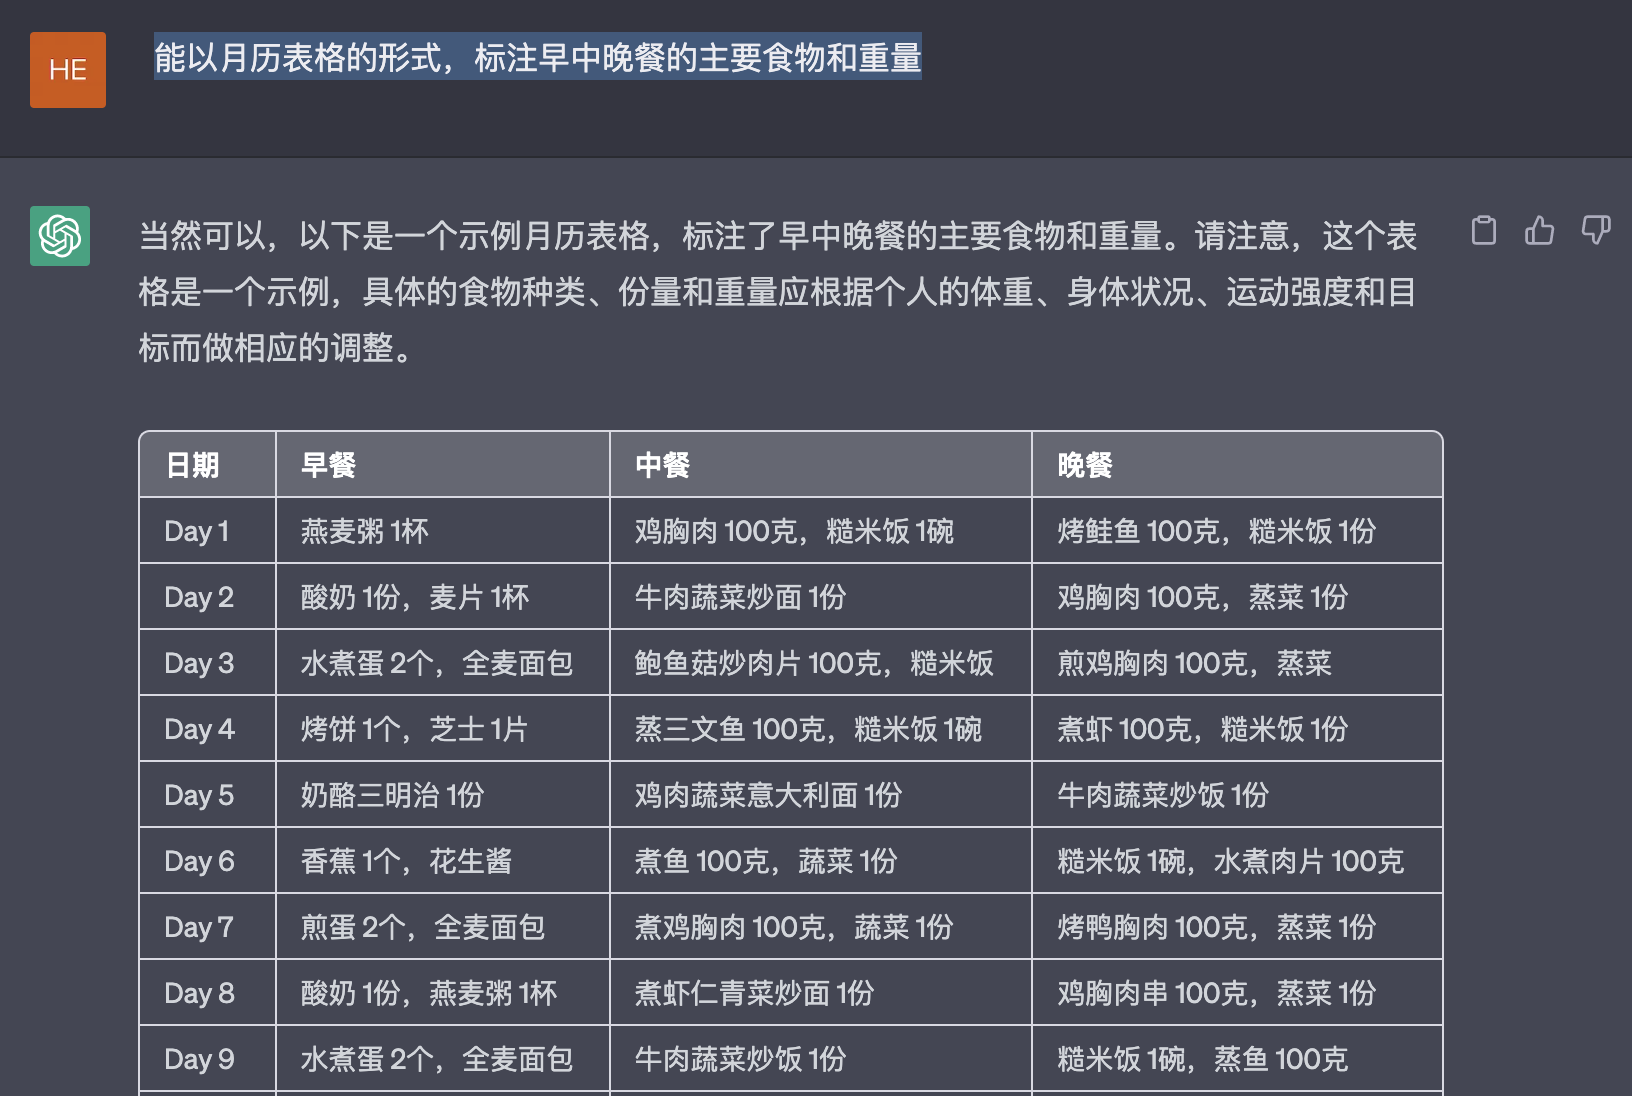 HE
能以月历表格的形式，标注早中晚餐的主要食物和重量
当然可以，以下是一个示例月历表格，标注了早中晚餐的主要食物和重量。请注意，这个表
格是一个示例，具体的食物种类、份量和重量应根据个人的体重、身体状况、运动强度和目
标而做相应的调整。
日期 早餐 中餐 晚餐
Day 1 燕麦粥 1杯 鸡胸肉 100克，糙米饭 1碗 烤鲑鱼 100克，糙米饭 1份
Day 2 酸奶 1份，麦片 1杯 牛肉蔬菜炒面 1份 鸡胸肉 100克，蒸菜 1份
Day 3 水煮蛋 2个，全麦面包 鲍鱼菇炒肉片 100克，糙米饭 煎鸡胸肉 100克，蒸菜
Day 4 烤饼 1个，芝士 1片 蒸三文鱼 100克，糙米饭 1碗 煮虾 100克，糙米饭 1份
Day 5 奶酪三明治 1份 鸡肉蔬菜意大利面 1份 牛肉蔬菜炒饭 1份
Day 6 香蕉 1个，花生酱 煮鱼 100克，蔬菜 1份 糙米饭 1碗，水煮肉片 100克
Day 7 煎蛋 2个，全麦面包 煮鸡胸肉 100克，蔬菜 1份 烤鸭胸肉 100克，蒸菜 1份
Day 8 酸奶 1份，燕麦粥 1杯 煮虾仁青菜炒面 1份 鸡胸肉串 100克，蒸菜 1份
Day 9 水煮蛋 2个，全麦面包 牛肉蔬菜炒饭 1份 糙米饭 1碗，蒸鱼 100克